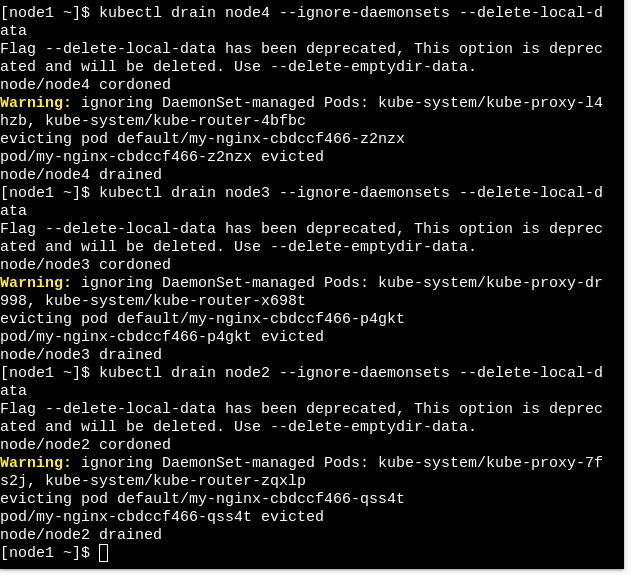 [node1 ~]$ kubectl drain node4 --ignore-daemonsets --delete-local-d
ata
Flag --delete-local-data has been deprecated, This option is deprec
ated and will be deleted. Use --delete-emptydir-data.
node/node4 cordoned
Warning: ignoring DaemonSet-managed Pods: kube-system/kube-proxy-l4
hzb, kube-system/kube-router-4bfbc
evicting pod default/my-nginx-cbdccf466-z2nzx
pod/my-nginx-cbdccf466-z2nzx evicted
node/node4 drained
[node1 ~]$ kubectl drain node3 --ignore-daemonsets --delete-local-d
ata
Flag --delete-local-data has been deprecated, This option is deprec
ated and will be deleted. Use --delete-emptydir-data.
node/node3 cordoned
Warning: ignoring DaemonSet-managed Pods: kube-system/kube-proxy-dr
998, kube-system/kube-router-x698t
evicting pod default/my-nginx-cbdccf466-p4gkt
pod/my-nginx-cbdccf466-p4gkt evicted
node/node3 drained
[node1 ~]$ kubectl drain node2 --ignore-daemonsets --delete-local-d
ata
Flag --delete-local-data has been deprecated, This option is deprec
ated and will be deleted. Use --delete-emptydir-data.
node/node2 cordoned
Warning: ignoring DaemonSet-managed Pods: kube-system/kube-proxy-7f
s2j, kube-system/kube-router-zqxlp
evicting pod default/my-nginx-cbdccf466-qss4t
pod/my-nginx-cbdccf466-qss4t evicted
node/node2 drained
[node1 ~]$